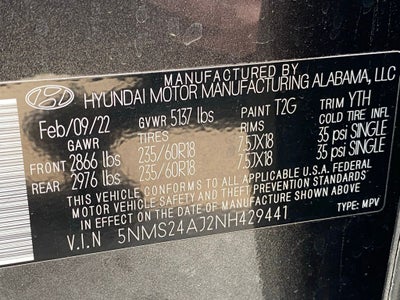 MANUFACTURED BY
HYUNDAI MOTOR MANUFACTURING ALABAMA, LLC
Feb/09/22 GVWR 5137 lbs PAINT T2G TRIM YTH
GAWR TIRES RIMS COLD TIRE INFL
FRONT 2866 lbs 235/60R18 7.5JX18 35 psi SINGLE
REAR 2976 lbs 235/60R18 7.5JX18 35 psi SINGLE
THIS VEHICLE CONFORMS TO ALL APPLICABLE U.S.A. FEDERAL
MOTOR VEHICLE SAFETY AND THEFT PREVENTION STANDARDS
IN EFFECT ON THE DATE OF MANUFACTURE SHOWN ABOVE
V.I.N 5NMS24AJ2NH429441 TYPE: MPV